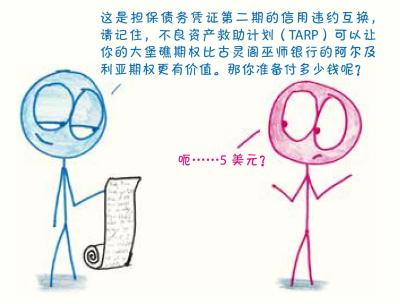 这是担保债务凭证第二期的信用违约互换，
请记住，不良资产救助计划（TARP）可以让
你的大堡礁期权比古灵阁巫师银行的阿尔及
利亚期权更有价值。那你准备付多少钱呢？
呃……5 美元？